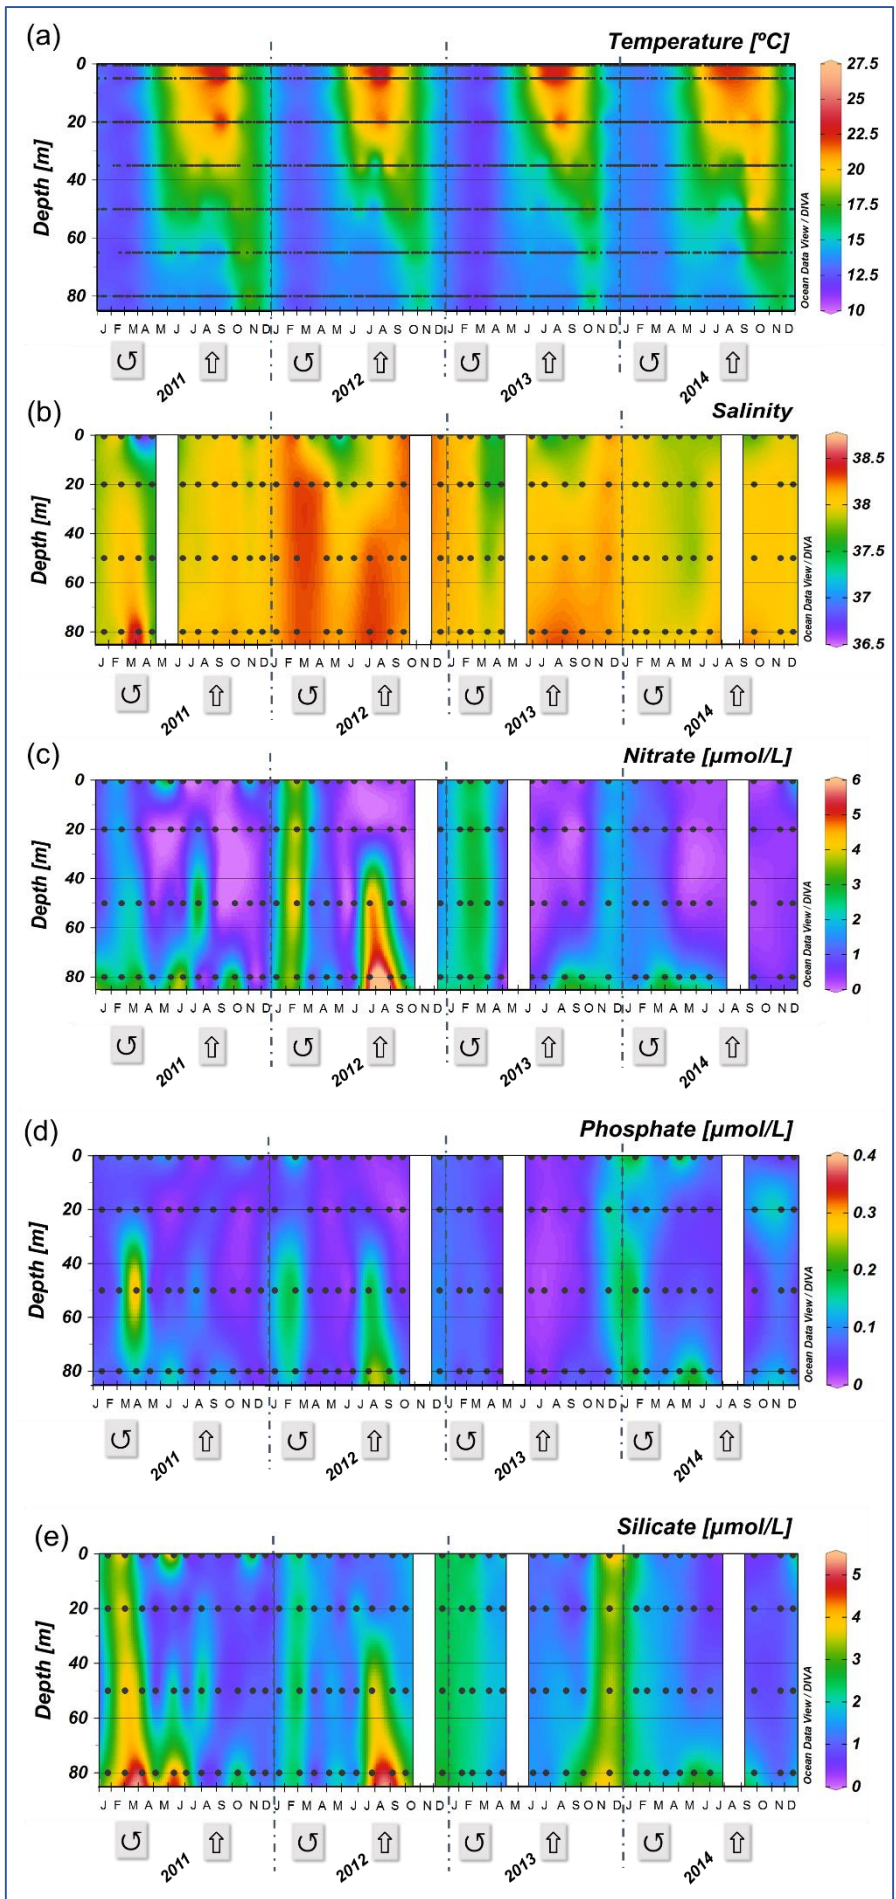 (a)
Temperature [ºC]
Depth [m]
0
20
40
60
80
27.5
25
22.5
20
17.5
15
12.5
10
Ocean Data View / DIVA
J F M A M J J A S O N D J F M A M J J A S O N D J F M A M J J A S O N D J F M A M J J A S O N D
2011 2012 2013 2014
(b)
Salinity
Depth [m]
0
20
40
60
80
38.5
38
37.5
37
36.5
Ocean Data View / DIVA
J F M A M J J A S O N D J F M A M J J A S O N D J F M A M J J A S O N D J F M A M J J A S O N D
2011 2012 2013 2014
(c)
Nitrate [µmol/L]
Depth [m]
0
20
40
60
80
6
5
4
3
2
1
0
Ocean Data View / DIVA
J F M A M J J A S O N D J F M A M J J A S O N D J F M A M J J A S O N D J F M A M J J A S O N D
2011 2012 2013 2014
(d)
Phosphate [µmol/L]
Depth [m]
0
20
40
60
80
0.4
0.3
0.2
0.1
0
Ocean Data View / DIVA
J F M A M J J A S O N D J F M A M J J A S O N D J F M A M J J A S O N D J F M A M J J A S O N D
2011 2012 2013 2014
(e)
Silicate [µmol/L]
Depth [m]
0
20
40
60
80
5
4
3
2
1
0
Ocean Data View / DIVA
J F M A M J J A S O N D J F M A M J J A S O N D J F M A M J J A S O N D J F M A M J J A S O N D
2011 2012 2013 2014